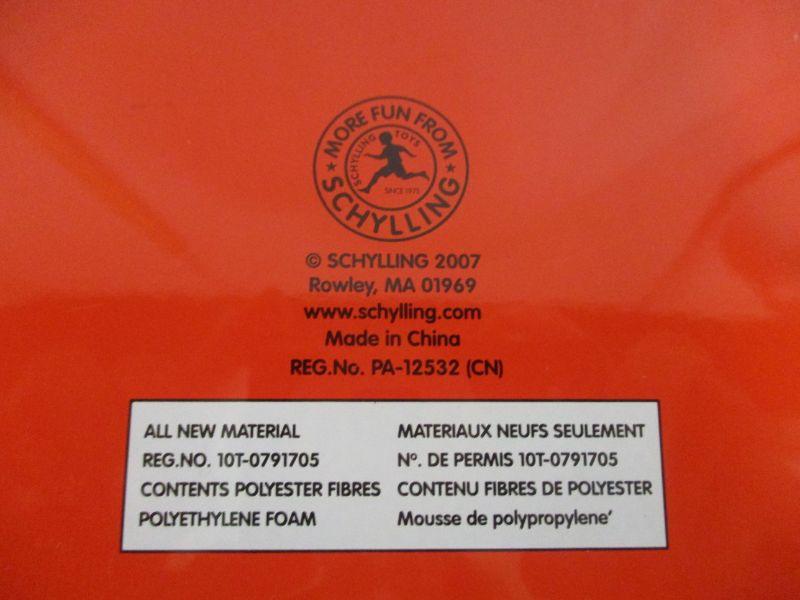 MORE FUN FROM
SCHYLLING TOYS
SINCE 1975
SCHYLLING
© SCHYLLING 2007
Rowley, MA 01969
www.schylling.com
Made in China
REG.No. PA-12532 (CN)
ALL NEW MATERIAL
REG.NO. 10T-0791705
CONTENTS POLYESTER FIBRES
POLYETHYLENE FOAM
MATERIAUX NEUFS SEULEMENT
N°. DE PERMIS 10T-0791705
CONTENU FIBRES DE POLYESTER
Mousse de polypropylene'